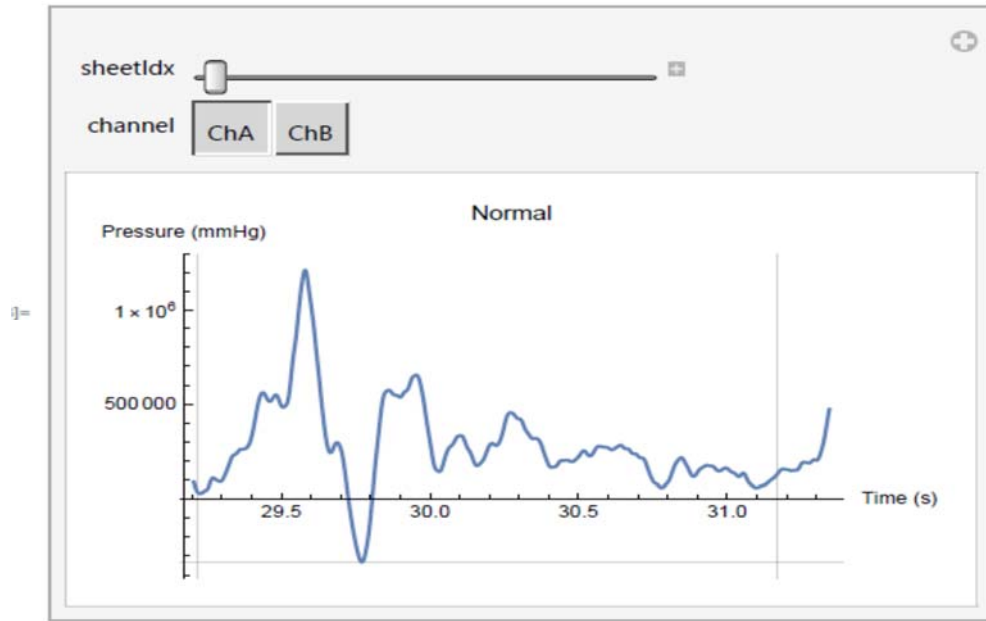 sheetIdx
channel ChA ChB
Normal
Pressure (mmHg)
1 × 10⁶
500 000
29.5 30.0 30.5 31.0
Time (s)